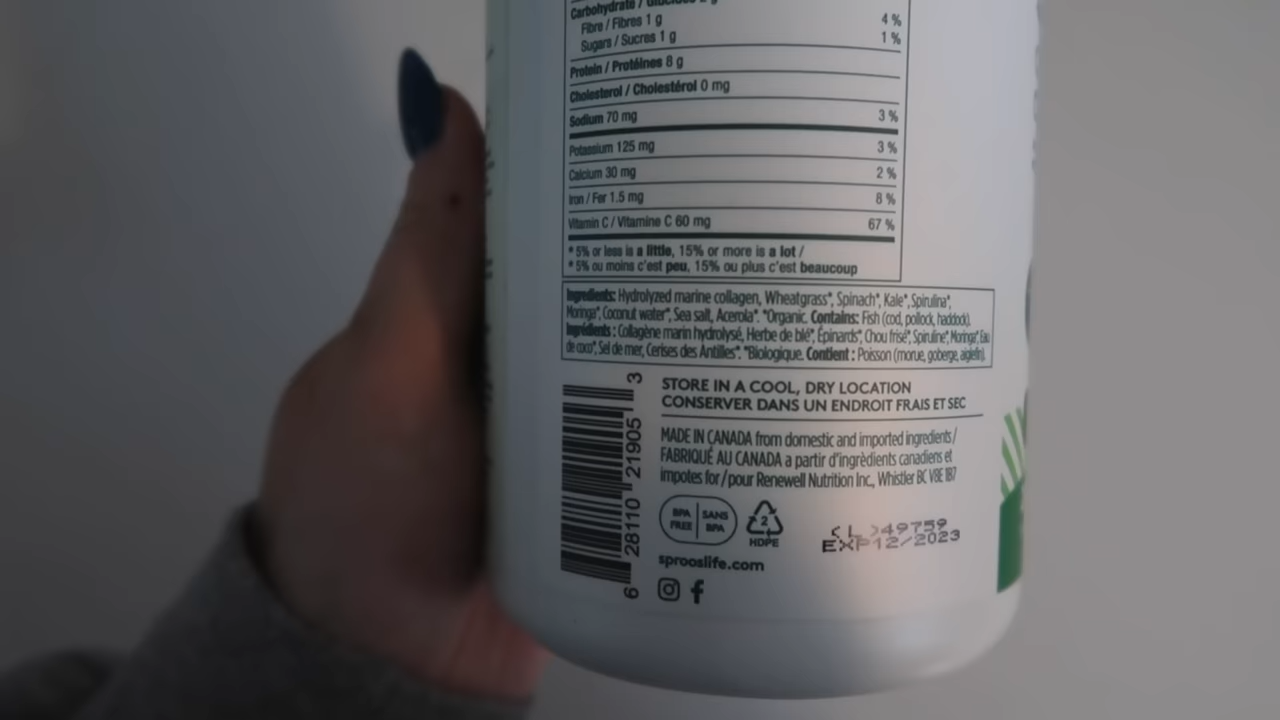 Carbohydrate / Glucides 2 g
Fibre / Fibres 1 g 4 %
Sugars / Sucres 1 g 1 %
Protein / Protéines 8 g
Cholesterol / Cholestérol 0 mg
Sodium 70 mg 3 %
Potassium 125 mg 3 %
Calcium 30 mg 2 %
Iron / Fer 1.5 mg 8 %
Vitamin C / Vitamine C 60 mg 67 %
* 5% or less is a little, 15% or more is a lot /
* 5% ou moins c'est peu, 15% ou plus c'est beaucoup
Ingredients: Hydrolyzed marine collagen, Wheatgrass*, Spinach*, Kale*, Spirulina*,
Moringa*, Coconut water*, Sea salt, Acerola*. *Organic. Contains: Fish (cod, pollock, haddock).
Ingrédients : Collagène marin hydrolysé, Herbe de blé*, Épinards*, Chou frisé*, Spiruline*, Moringa*, Eau
de coco*, Sel de mer, Cerises des Antilles*. *Biologique. Contient : Poisson (morue, goberge, aiglefin).
STORE IN A COOL, DRY LOCATION
CONSERVER DANS UN ENDROIT FRAIS ET SEC
MADE IN CANADA from domestic and imported ingredients /
FABRIQUÉ AU CANADA a partir d'ingrèdients canadiens et
impotes for / pour Renewell Nutrition Inc., Whistler BC V8E 1B7
6 28110 21905 3
BPA FREE SANS BPA
2
HDPE
(L)49759
EXP12/2023
sprooslife.com